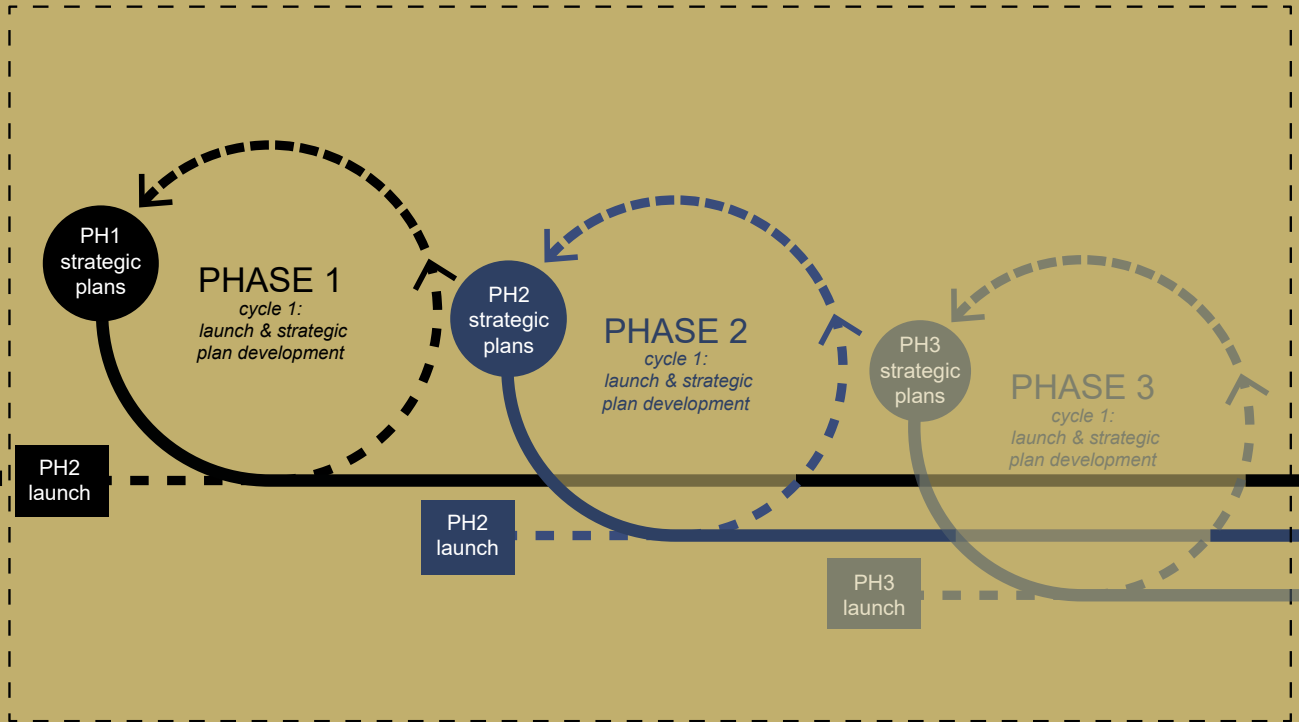 PH1
strategic
plans
PHASE 1
cycle 1:
launch & strategic
plan development
PH2
launch
PH2
strategic
plans
PHASE 2
cycle 1:
launch & strategic
plan development
PH2
launch
PH3
strategic
plans
PHASE 3
cycle 1:
launch & strategic
plan development
PH3
launch